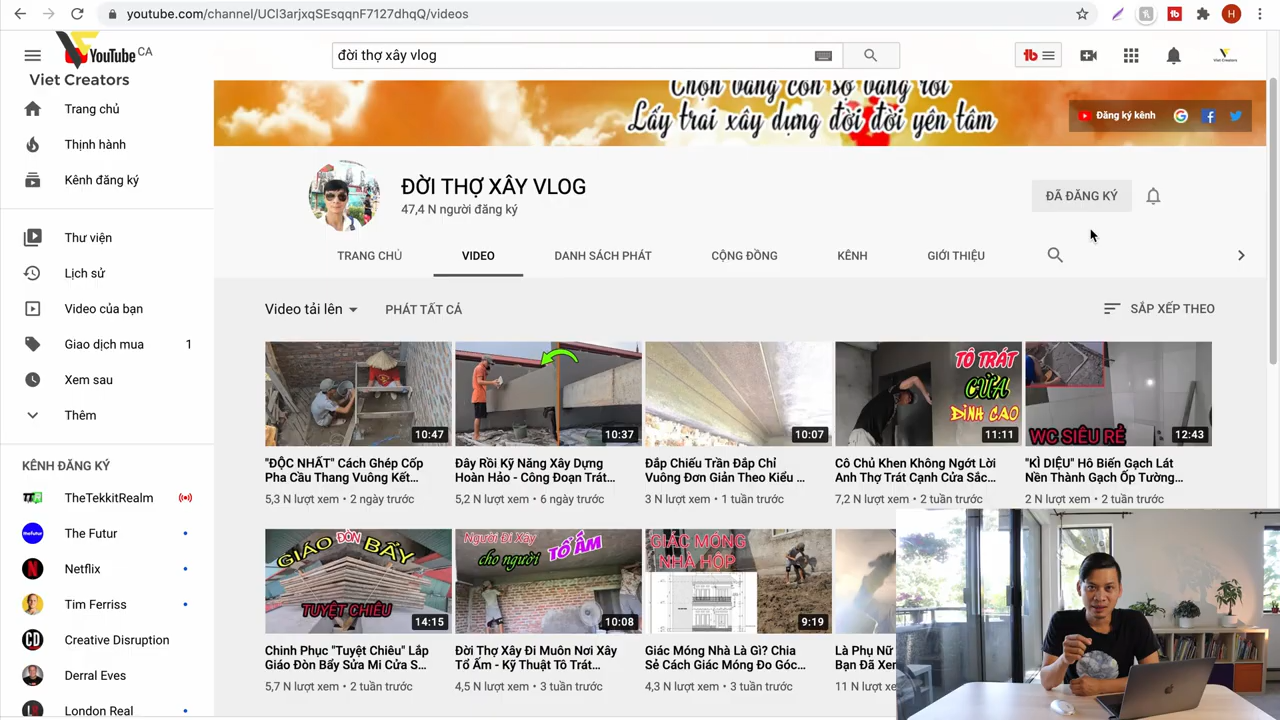 youtube.com/channel/UCl3arjxqSEsqqnF7127dhqQ/videos
H
YouTube CA
Viet Creators
đời thợ xây vlog
tb
Chọn vàng còn sợ vàng rơi
Lấy trai xây dựng đời đời yên tâm
Đăng ký kênh
Trang chủ
Thịnh hành
Kênh đăng ký
Thư viện
Lịch sử
Video của bạn
Giao dịch mua 1
Xem sau
Thêm
KÊNH ĐĂNG KÝ
TheTekkitRealm
The Futur
Netflix
Tim Ferriss
Creative Disruption
Derral Eves
London Real
ĐỜI THỢ XÂY VLOG
47,4 N người đăng ký
ĐÃ ĐĂNG KÝ
TRANG CHỦ VIDEO DANH SÁCH PHÁT CỘNG ĐỒNG KÊNH GIỚI THIỆU
Video tải lên PHÁT TẤT CẢ SẮP XẾP THEO
10:47
"ĐỘC NHẤT" Cách Ghép Cốp
Pha Cầu Thang Vuông Kết...
5,3 N lượt xem • 2 ngày trước
10:37
Đây Rồi Kỹ Năng Xây Dựng
Hoàn Hảo - Công Đoạn Trát...
5,2 N lượt xem • 6 ngày trước
10:07
Đắp Chiếu Trần Đắp Chỉ
Vuông Đơn Giản Theo Kiểu ...
3 N lượt xem • 1 tuần trước
TÔ TRÁT
CỬA
ĐỈNH CAO
11:11
Cô Chủ Khen Không Ngớt Lời
Anh Thợ Trát Cạnh Cửa Sắc...
7,2 N lượt xem • 2 tuần trước
WC SIÊU RẺ
12:43
"KÌ DIỆU" Hô Biến Gạch Lát
Nền Thành Gạch Ốp Tường...
2 N lượt xem • 2 tuần trước
GIÁO ĐÒN BẨY
TUYỆT CHIÊU
14:15
Chinh Phục "Tuyệt Chiêu" Lắp
Giáo Đòn Bẩy Sửa Mi Cửa S...
5,7 N lượt xem • 2 tuần trước
Người Đi Xây
cho người TỔ ẤM
10:08
Đời Thợ Xây Đi Muôn Nơi Xây
Tổ Ấm - Kỹ Thuật Tô Trát...
4,5 N lượt xem • 3 tuần trước
GIÁC MÓNG
NHÀ HỘP
9:19
Giác Móng Nhà Là Gì? Chia
Sẻ Cách Giác Móng Đo Góc...
4,3 N lượt xem • 3 tuần trước
Là Phụ Nữ
Bạn Đã Xem
11 N lượt xem